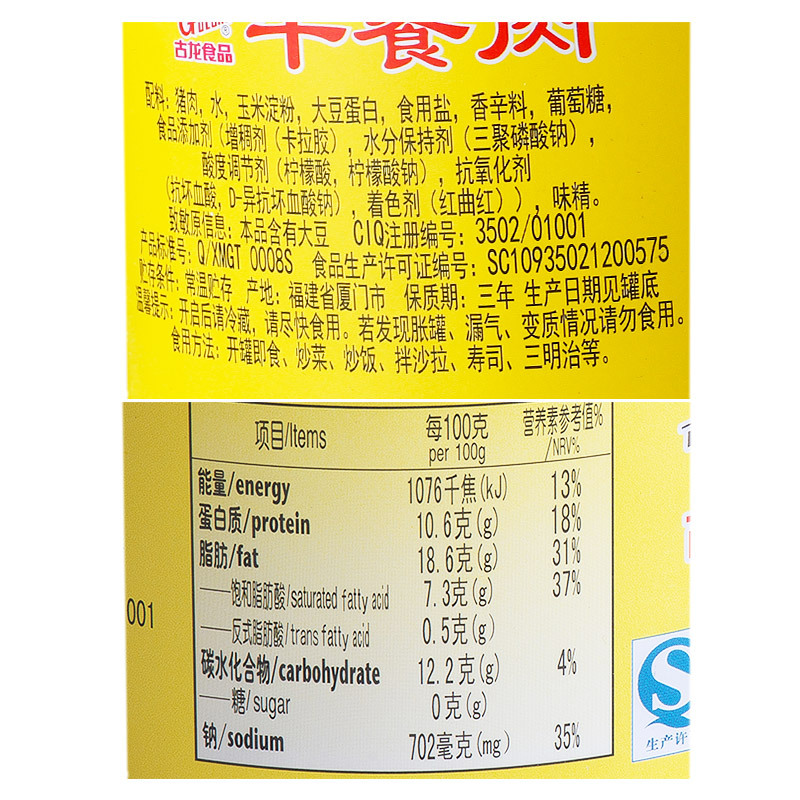 古龙食品
午餐肉
配料：猪肉，水，玉米淀粉，大豆蛋白，食用盐，香辛料，葡萄糖，
食品添加剂（增稠剂（卡拉胶），水分保持剂（三聚磷酸钠），
酸度调节剂（柠檬酸，柠檬酸钠），抗氧化剂
（抗坏血酸，D-异抗坏血酸钠），着色剂（红曲红）），味精。
致敏原信息：本品含有大豆 CIQ注册编号：3502/01001
产品标准号：Q/XMGT 0008S 食品生产许可证编号：SC10935021200575
贮存条件：常温贮存 产地：福建省厦门市 保质期：三年 生产日期见罐底
温馨提示：开启后请冷藏，请尽快食用。若发现胀罐、漏气、变质情况请勿食用。
食用方法：开罐即食、炒菜、炒饭、拌沙拉、寿司、三明治等。
项目/Items 每100克 per 100g 营养素参考值%/NRV%
能量/energy 1076千焦(kJ) 13%
蛋白质/protein 10.6克(g) 18%
脂肪/fat 18.6克(g) 31%
——饱和脂肪酸/saturated fatty acid 7.3克(g) 37%
——反式脂肪酸/trans fatty acid 0.5克(g)
碳水化合物/carbohydrate 12.2克(g) 4%
——糖/sugar 0克(g)
钠/sodium 702毫克(mg) 35%
001
生产许